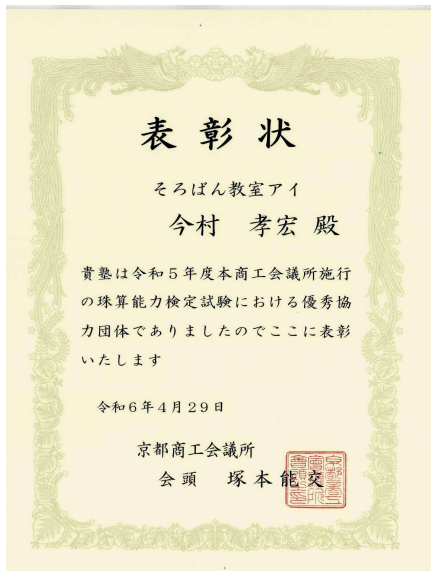 表彰状
そろばん教室アイ
今村 孝宏 殿
貴塾は令和5年度本商工会議所施行
の珠算能力検定試験における優秀協
力団体でありましたのでここに表彰
いたします
令和6年4月29日
京都商工会議所
会頭 塚本能交